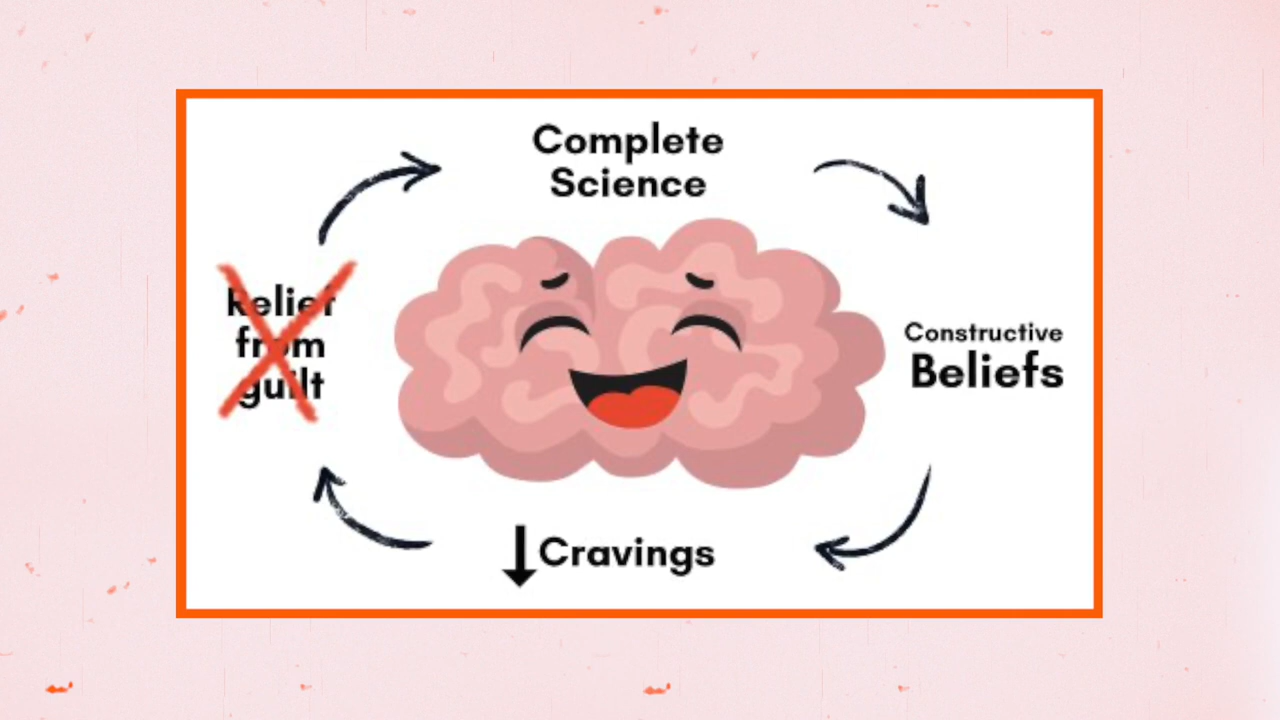 Complete
Science
Relief
from
guilt
Constructive
Beliefs
Cravings